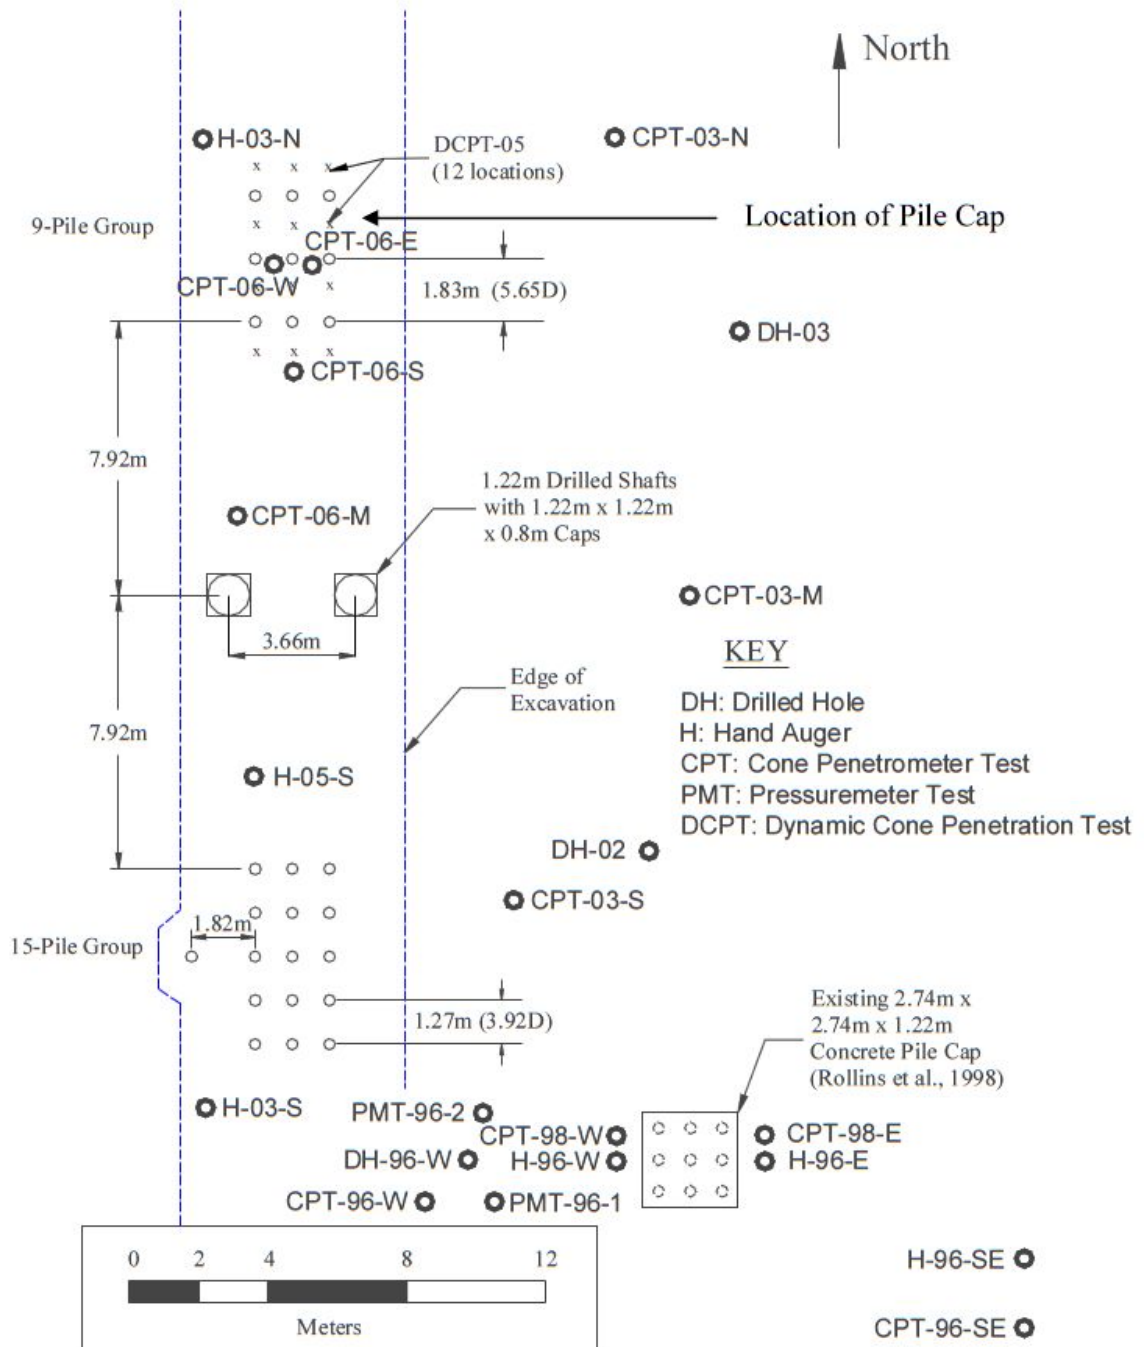 North
H-03-N
DCPT-05
(12 locations)
CPT-03-N
x x x
9-Pile Group
Location of Pile Cap
x x x
CPT-06-E
CPT-06-W
x x x
1.83m (5.65D)
DH-03
x x x
CPT-06-S
7.92m
1.22m Drilled Shafts
with 1.22m x 1.22m
x 0.8m Caps
CPT-06-M
CPT-03-M
3.66m
KEY
Edge of
Excavation
DH: Drilled Hole
H: Hand Auger
CPT: Cone Penetrometer Test
PMT: Pressuremeter Test
DCPT: Dynamic Cone Penetration Test
7.92m
H-05-S
DH-02
CPT-03-S
1.82m
15-Pile Group
1.27m (3.92D)
Existing 2.74m x
2.74m x 1.22m
Concrete Pile Cap
(Rollins et al., 1998)
H-03-S
PMT-96-2
CPT-98-W
CPT-98-E
DH-96-W
H-96-W
H-96-E
CPT-96-W
PMT-96-1
0 2 4 8 12
Meters
H-96-SE
CPT-96-SE